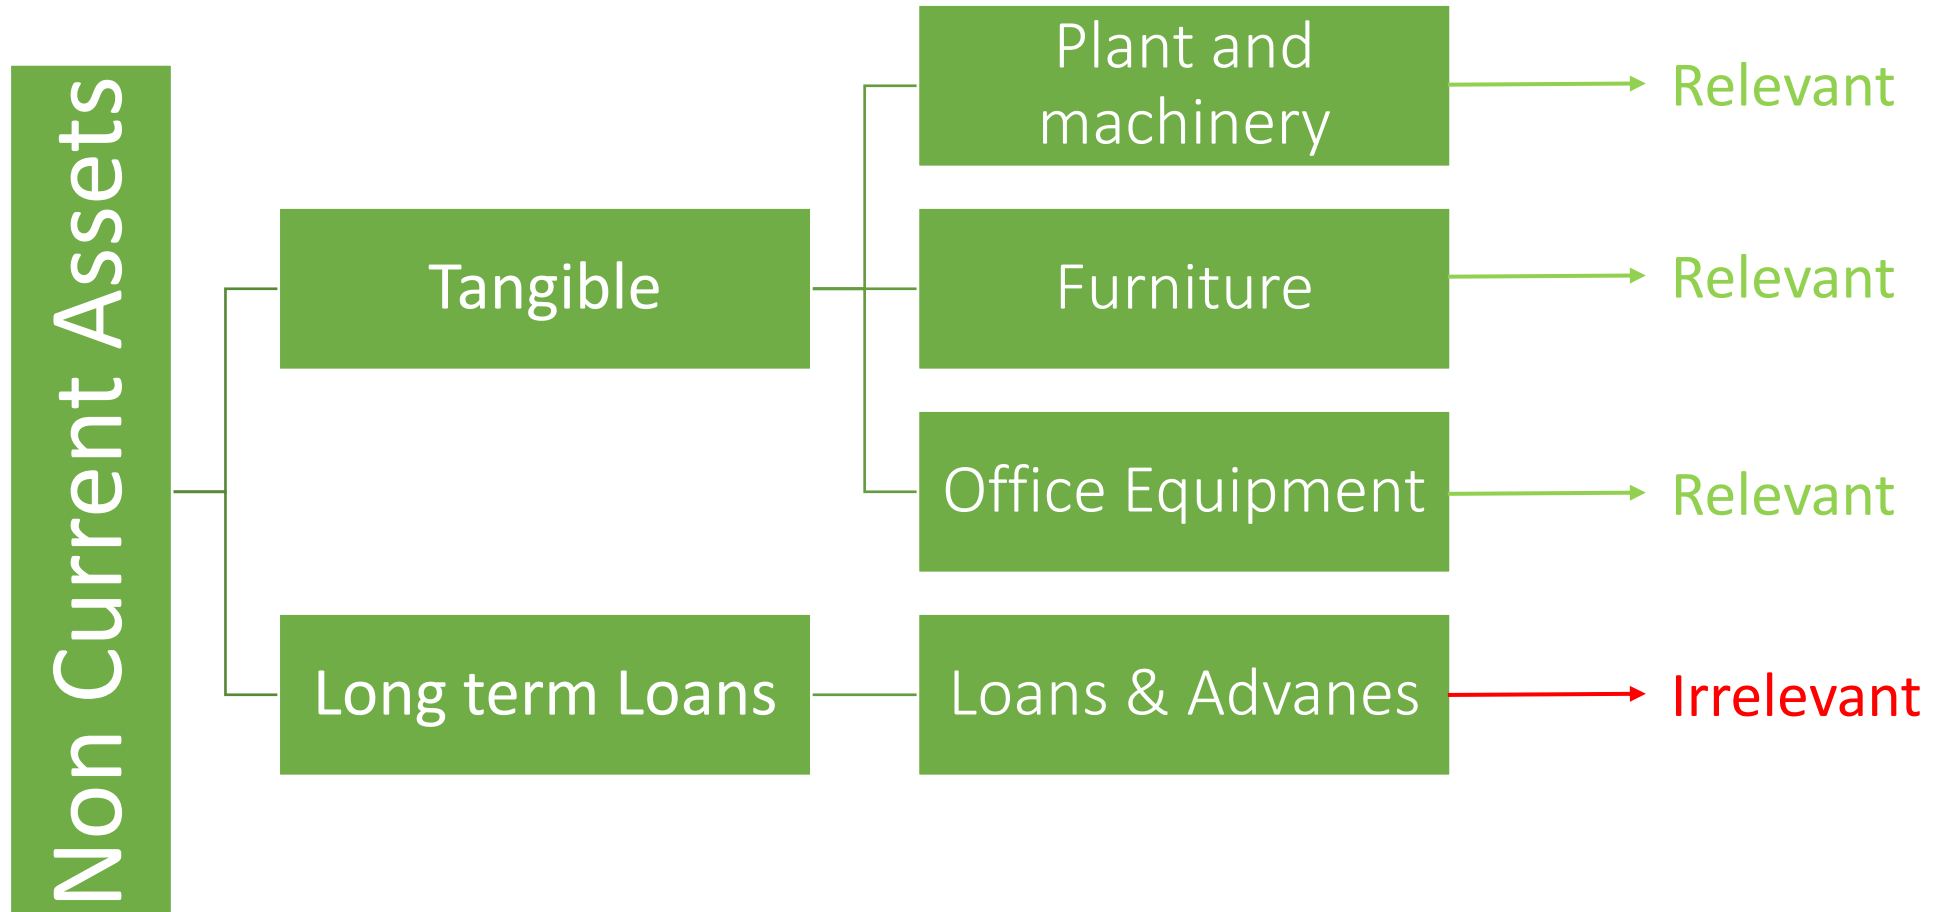 Non Current Assets
Tangible
Plant and
machinery
Relevant
Furniture
Relevant
Office Equipment
Relevant
Long term Loans
Loans & Advanes
Irrelevant